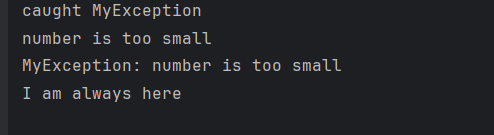 caught MyException
number is too small
MyException: number is too small
I am always here